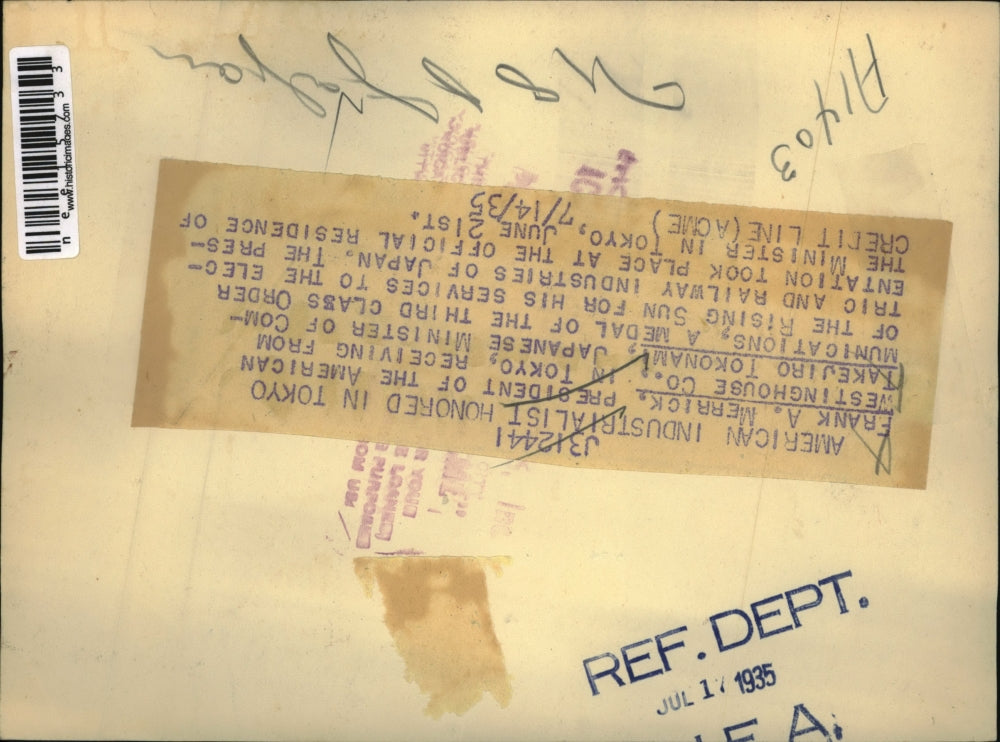 J312441
AMERICAN INDUSTRIALIST HONORED IN TOKYO
FRANK A. MERRICK, PRESIDENT OF THE AMERICAN
WESTINGHOUSE CO., IN TOKYO, RECEIVING FROM
TAKEJIRO TOKONAMI, JAPANESE MINISTER OF COM-
MUNICATIONS, A MEDAL OF THE THIRD CLASS ORDER
OF THE RISING SUN FOR HIS SERVICES TO THE ELEC-
TRIC AND RAILWAY INDUSTRIES OF JAPAN. THE PRES-
ENTATION TOOK PLACE AT THE OFFICIAL RESIDENCE OF
THE MINISTER IN TOKYO, JUNE 21ST.
CREDIT LINE (ACME) 7/14/35
A1403
Japan
www.historicimages.com
REF. DEPT.
JUL 17 1935